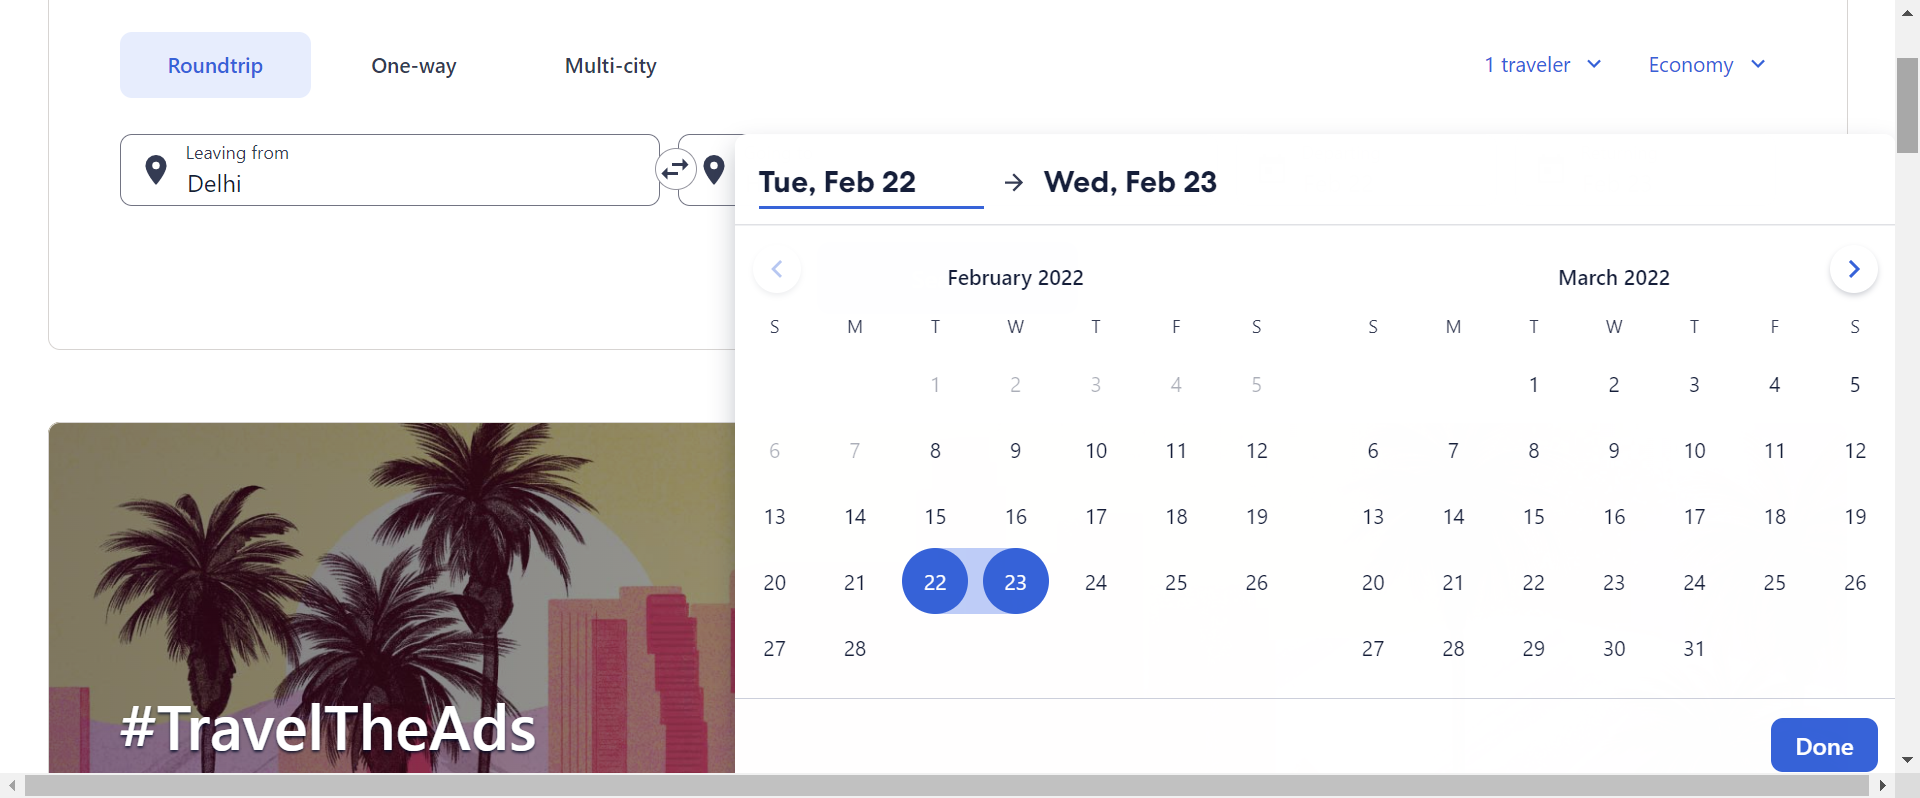 Roundtrip One-way Multi-city 1 traveler Economy
Leaving from
Delhi
Tue, Feb 22 → Wed, Feb 23
February 2022 March 2022
S M T W T F S S M T W T F S
1 2 3 4 5 1 2 3 4 5
6 7 8 9 10 11 12 6 7 8 9 10 11 12
13 14 15 16 17 18 19 13 14 15 16 17 18 19
20 21 22 23 24 25 26 20 21 22 23 24 25 26
27 28 27 28 29 30 31
#TravelTheAds
Done